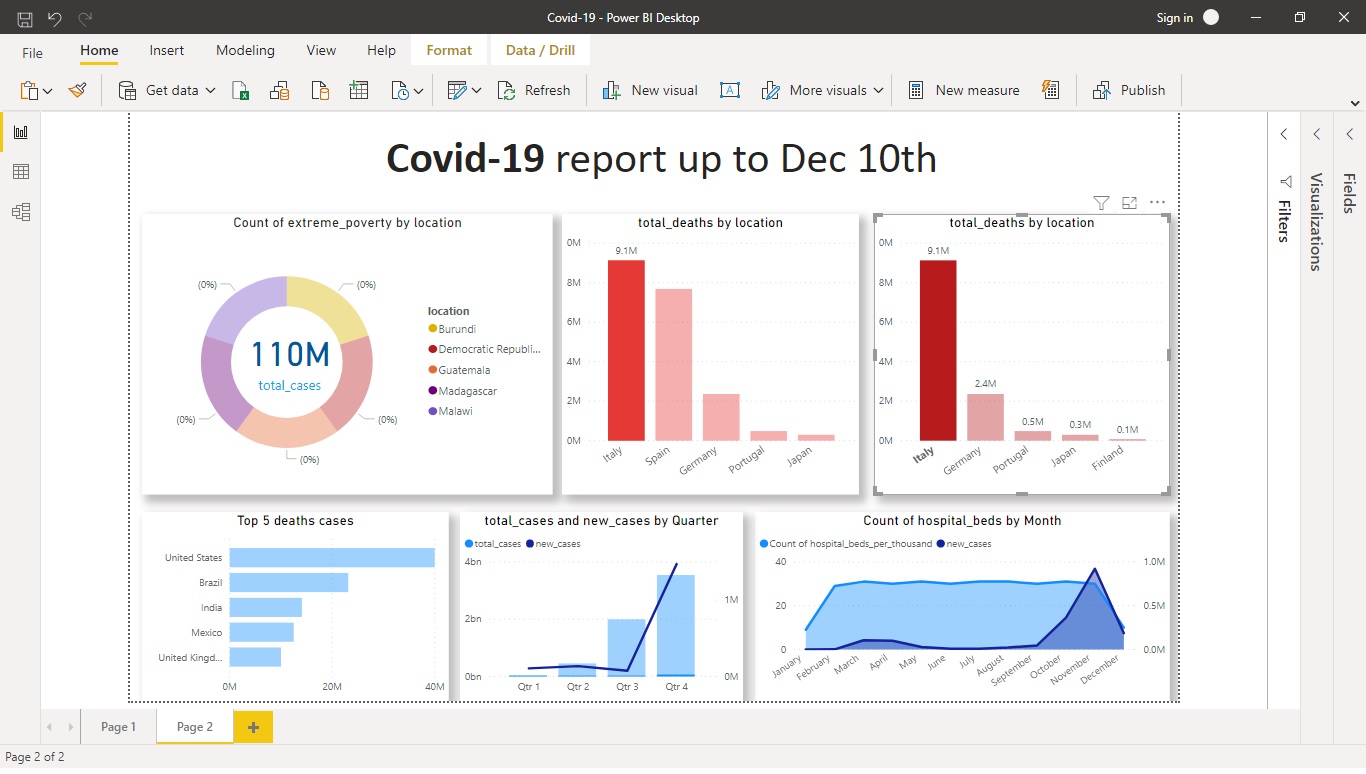 Covid-19 - Power BI Desktop
Sign in
File
Home
Insert
Modeling
View
Help
Format
Data / Drill
Get data
Refresh
New visual
More visuals
New measure
Publish
Covid-19 report up to Dec 10th
Count of extreme_poverty by location
(0%)
(0%)
(0%)
(0%)
(0%)
110M
total_cases
location
Burundi
Democratic Republi...
Guatemala
Madagascar
Malawi
total_deaths by location
0M
9.1M
8M
6M
4M
2M
0M
Italy
Spain
Germany
Portugal
Japan
total_deaths by location
0M
9.1M
8M
6M
4M
2.4M
2M
0.5M
0.3M
0.1M
0M
Italy
Germany
Portugal
Japan
Finland
Filters
Visualizations
Fields
Top 5 deaths cases
United States
Brazil
India
Mexico
United Kingd...
0M
20M
40M
total_cases and new_cases by Quarter
total_cases
new_cases
4bn
2bn
0bn
1M
0M
Qtr 1
Qtr 2
Qtr 3
Qtr 4
Count of hospital_beds by Month
Count of hospital_beds_per_thousand
new_cases
40
20
0
1.0M
0.5M
0.0M
January
February
March
April
May
June
July
August
September
October
November
December
Page 1
Page 2
Page 2 of 2